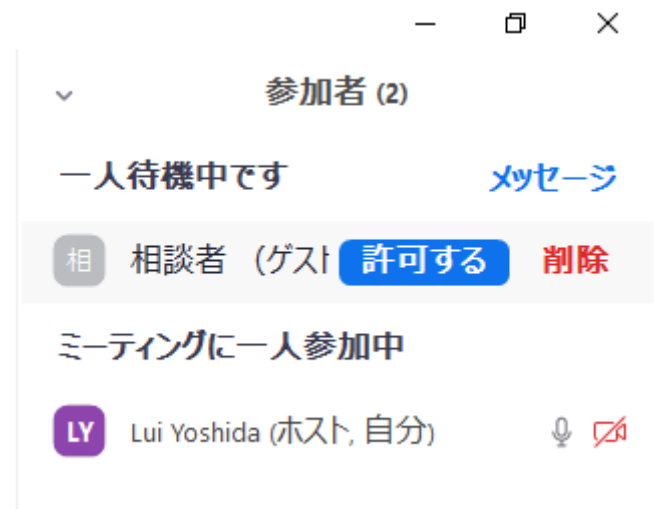 参加者 (2)
一人待機中です メッセージ
相 相談者 （ゲスト 許可する 削除
ミーティングに一人参加中
LY Lui Yoshida (ホスト, 自分)